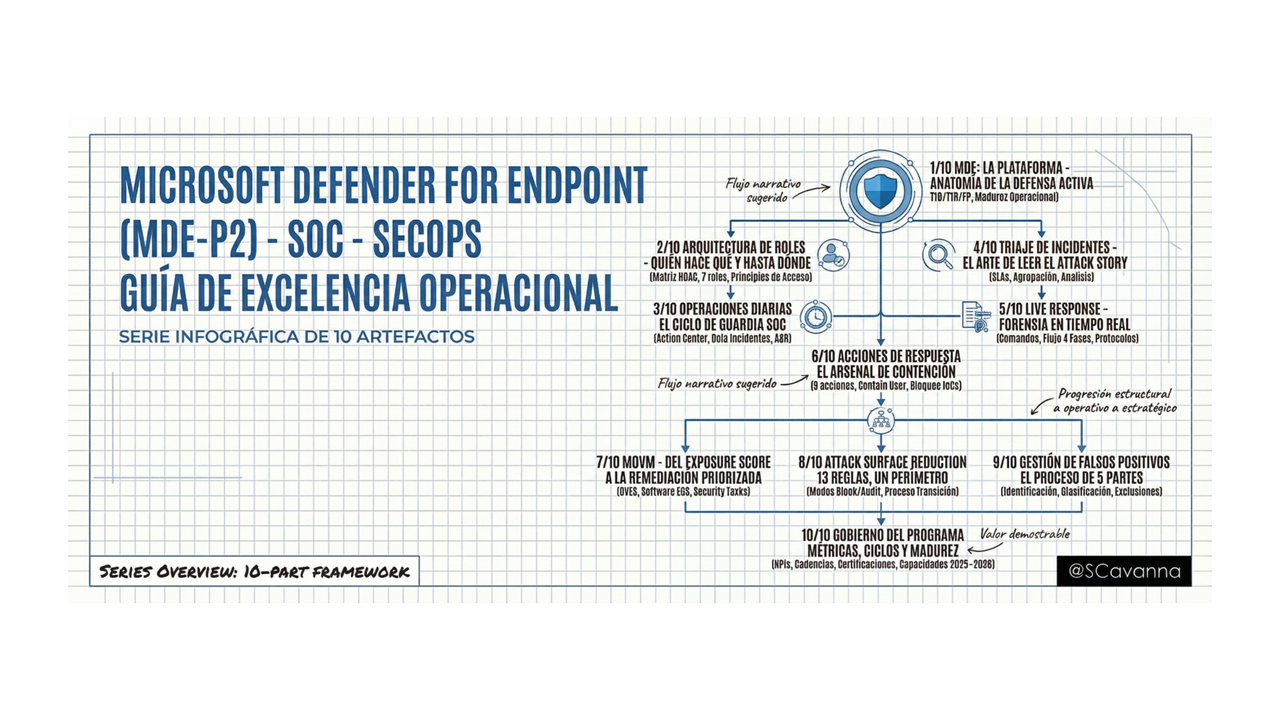 MICROSOFT DEFENDER FOR ENDPOINT
(MDE-P2) - SOC - SECOPS
GUÍA DE EXCELENCIA OPERACIONAL
SERIE INFOGRÁFICA DE 10 ARTEFACTOS
Flujo narrativo
sugerido
1/10 MDE: LA PLATAFORMA -
ANATOMÍA DE LA DEFENSA ACTIVA
T1B/T1R/FP, Maduroz Operacional)
2/10 ARQUITECTURA DE ROLES
- QUIÉN HACE QUÉ Y HASTA DÓNDE
(Matriz HOAC, 7 roles, Principies de Acceso)
4/10 TRIAJE DE INCIDENTES -
EL ARTE DE LEER EL ATTACK STORY
(SLAs, Agropación, Analísis)
3/10 OPERACIONES DIARIAS
EL CICLO DE GUARDIA SOC
(Action Center, Dola Incidentes, A&R)
5/10 LIVE RESPONSE -
FORENSIA EN TIEMPO REAL
(Comandos, Flujo 4 Fases, Protocolos)
6/10 ACCIONES DE RESPUESTA
EL ARSENAL DE CONTENCIÓN
(9 acciones, Contain User, Bloquee IoCs)
Flujo narrativo sugerido
Progresión estructural
a operativo a estratégico
7/10 MOVM - DEL EXPOSURE SCORE
A LA REMEDIACIÓN PRIORIZADA
(OVES, Software EGS, Security Taxks)
8/10 ATTACK SURFACE REDUCTION
13 REGLAS, UN PERÍMETRO
(Modos Blook/Audit, Proceso Transición)
9/10 GESTIÓN DE FALSOS POSITIVOS
EL PROCESO DE 5 PARTES
(Identificación, Glasificación, Exclusiones)
10/10 GOBIERNO DEL PROGRAMA
MÉTRICAS, CICLOS Y MADUREZ
(NPis, Cadencias, Certificaciones, Capacidades 2025-2026)
Valor demostrable
SERIES OVERVIEW: 10-PART FRAMEWORK
@SCavanna